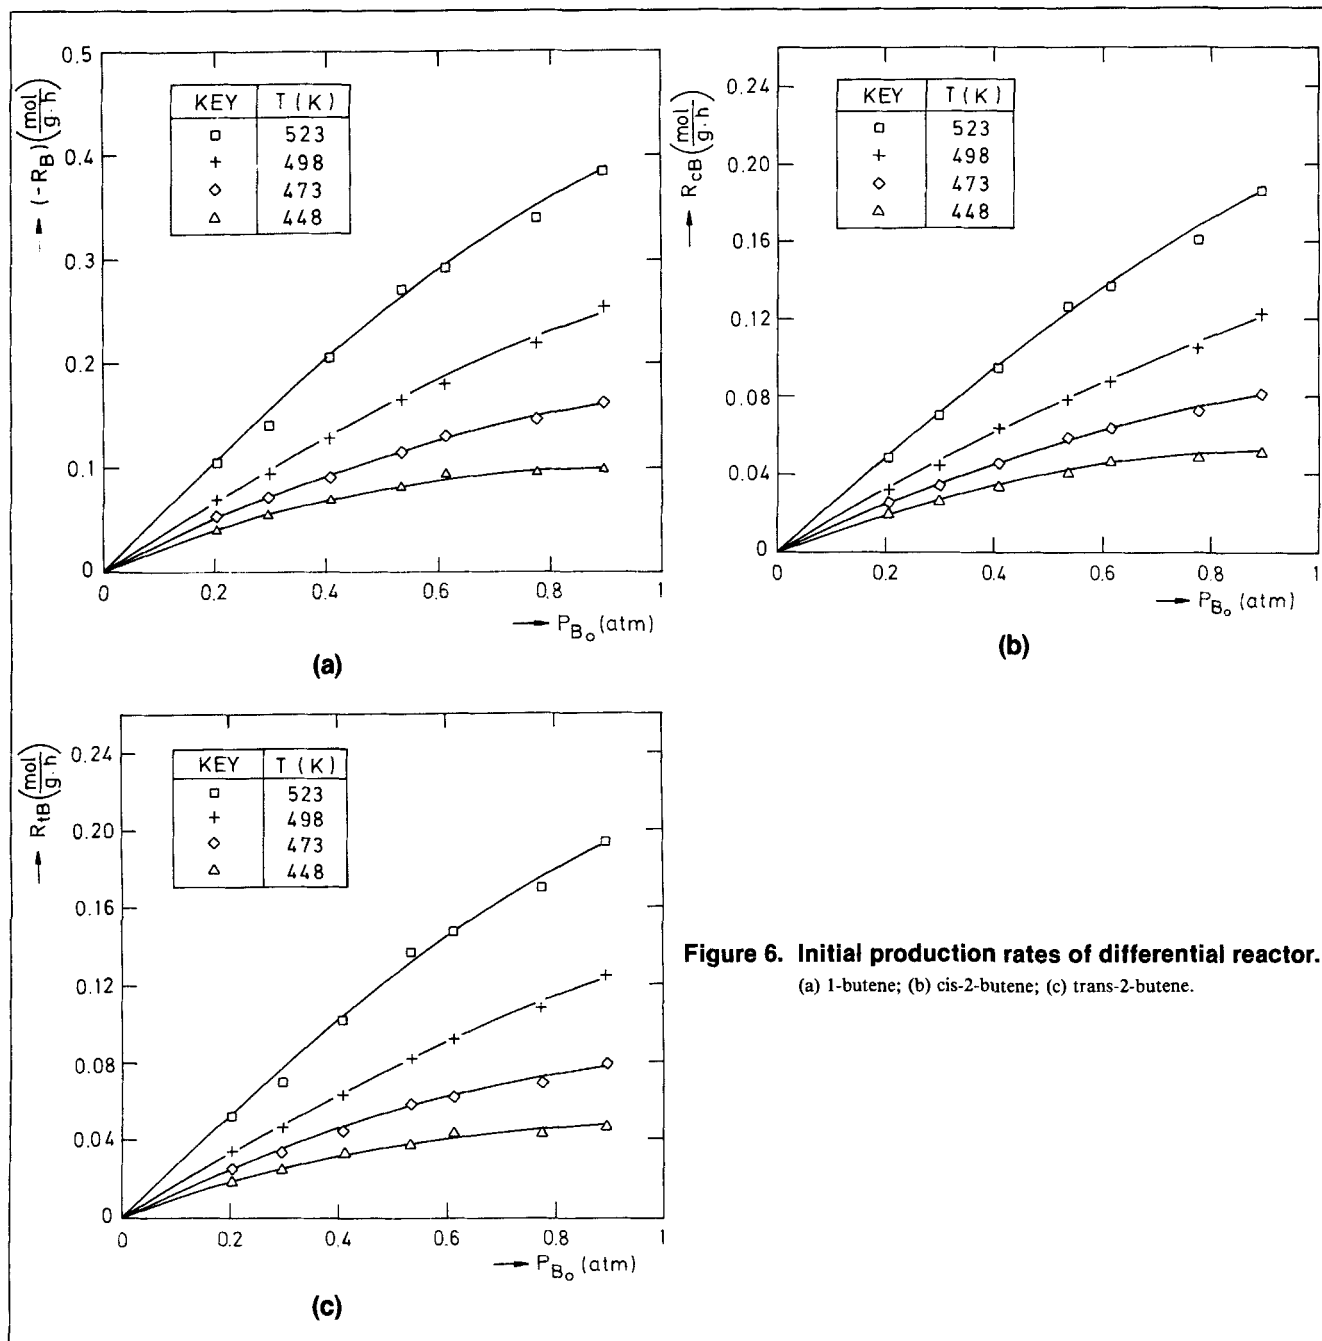 0.5
0.4
0.3
0.2
0.1
0
→ (-R_B) (mol/g·h)
KEY T (K)
□ 523
+ 498
◇ 473
△ 448
0 0.2 0.4 0.6 0.8 1
→ P_Bo (atm)
(a)
0.24
0.20
0.16
0.12
0.08
0.04
0
→ R_cB (mol/g·h)
KEY T (K)
□ 523
+ 498
◇ 473
△ 448
0 0.2 0.4 0.6 0.8 1
→ P_Bo (atm)
(b)
0.24
0.20
0.16
0.12
0.08
0.04
0
→ R_tB (mol/g·h)
KEY T (K)
□ 523
+ 498
◇ 473
△ 448
0 0.2 0.4 0.6 0.8 1
→ P_Bo (atm)
(c)
Figure 6. Initial production rates of differential reactor.
(a) 1-butene; (b) cis-2-butene; (c) trans-2-butene.